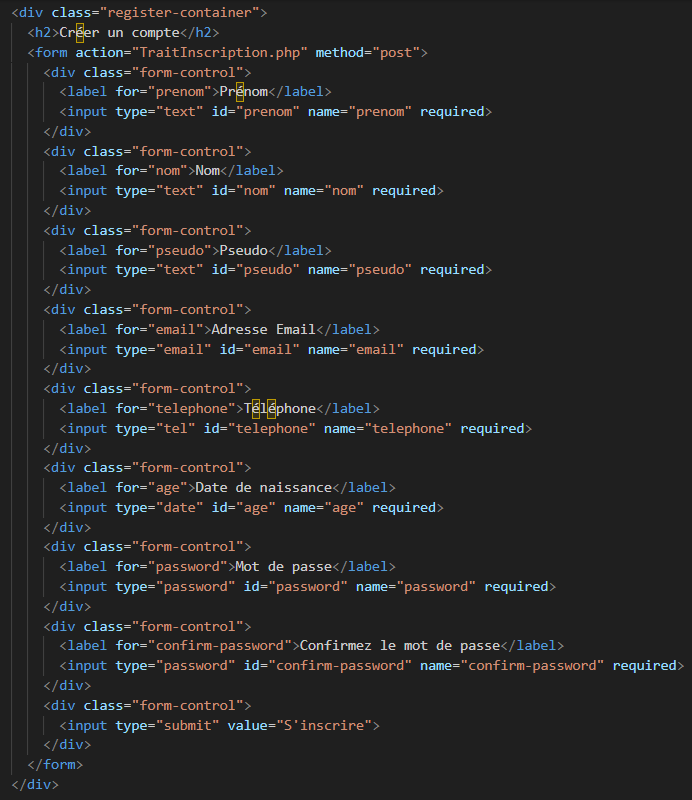 <div class="register-container">
<h2>Créer un compte</h2>
<form action="TraitInscription.php" method="post">
<div class="form-control">
<label for="prenom">Prénom</label>
<input type="text" id="prenom" name="prenom" required>
</div>
<div class="form-control">
<label for="nom">Nom</label>
<input type="text" id="nom" name="nom" required>
</div>
<div class="form-control">
<label for="pseudo">Pseudo</label>
<input type="text" id="pseudo" name="pseudo" required>
</div>
<div class="form-control">
<label for="email">Adresse Email</label>
<input type="email" id="email" name="email" required>
</div>
<div class="form-control">
<label for="telephone">Téléphone</label>
<input type="tel" id="telephone" name="telephone" required>
</div>
<div class="form-control">
<label for="age">Date de naissance</label>
<input type="date" id="age" name="age" required>
</div>
<div class="form-control">
<label for="password">Mot de passe</label>
<input type="password" id="password" name="password" required>
</div>
<div class="form-control">
<label for="confirm-password">Confirmez le mot de passe</label>
<input type="password" id="confirm-password" name="confirm-password" required>
</div>
<div class="form-control">
<input type="submit" value="S'inscrire">
</div>
</form>
</div>